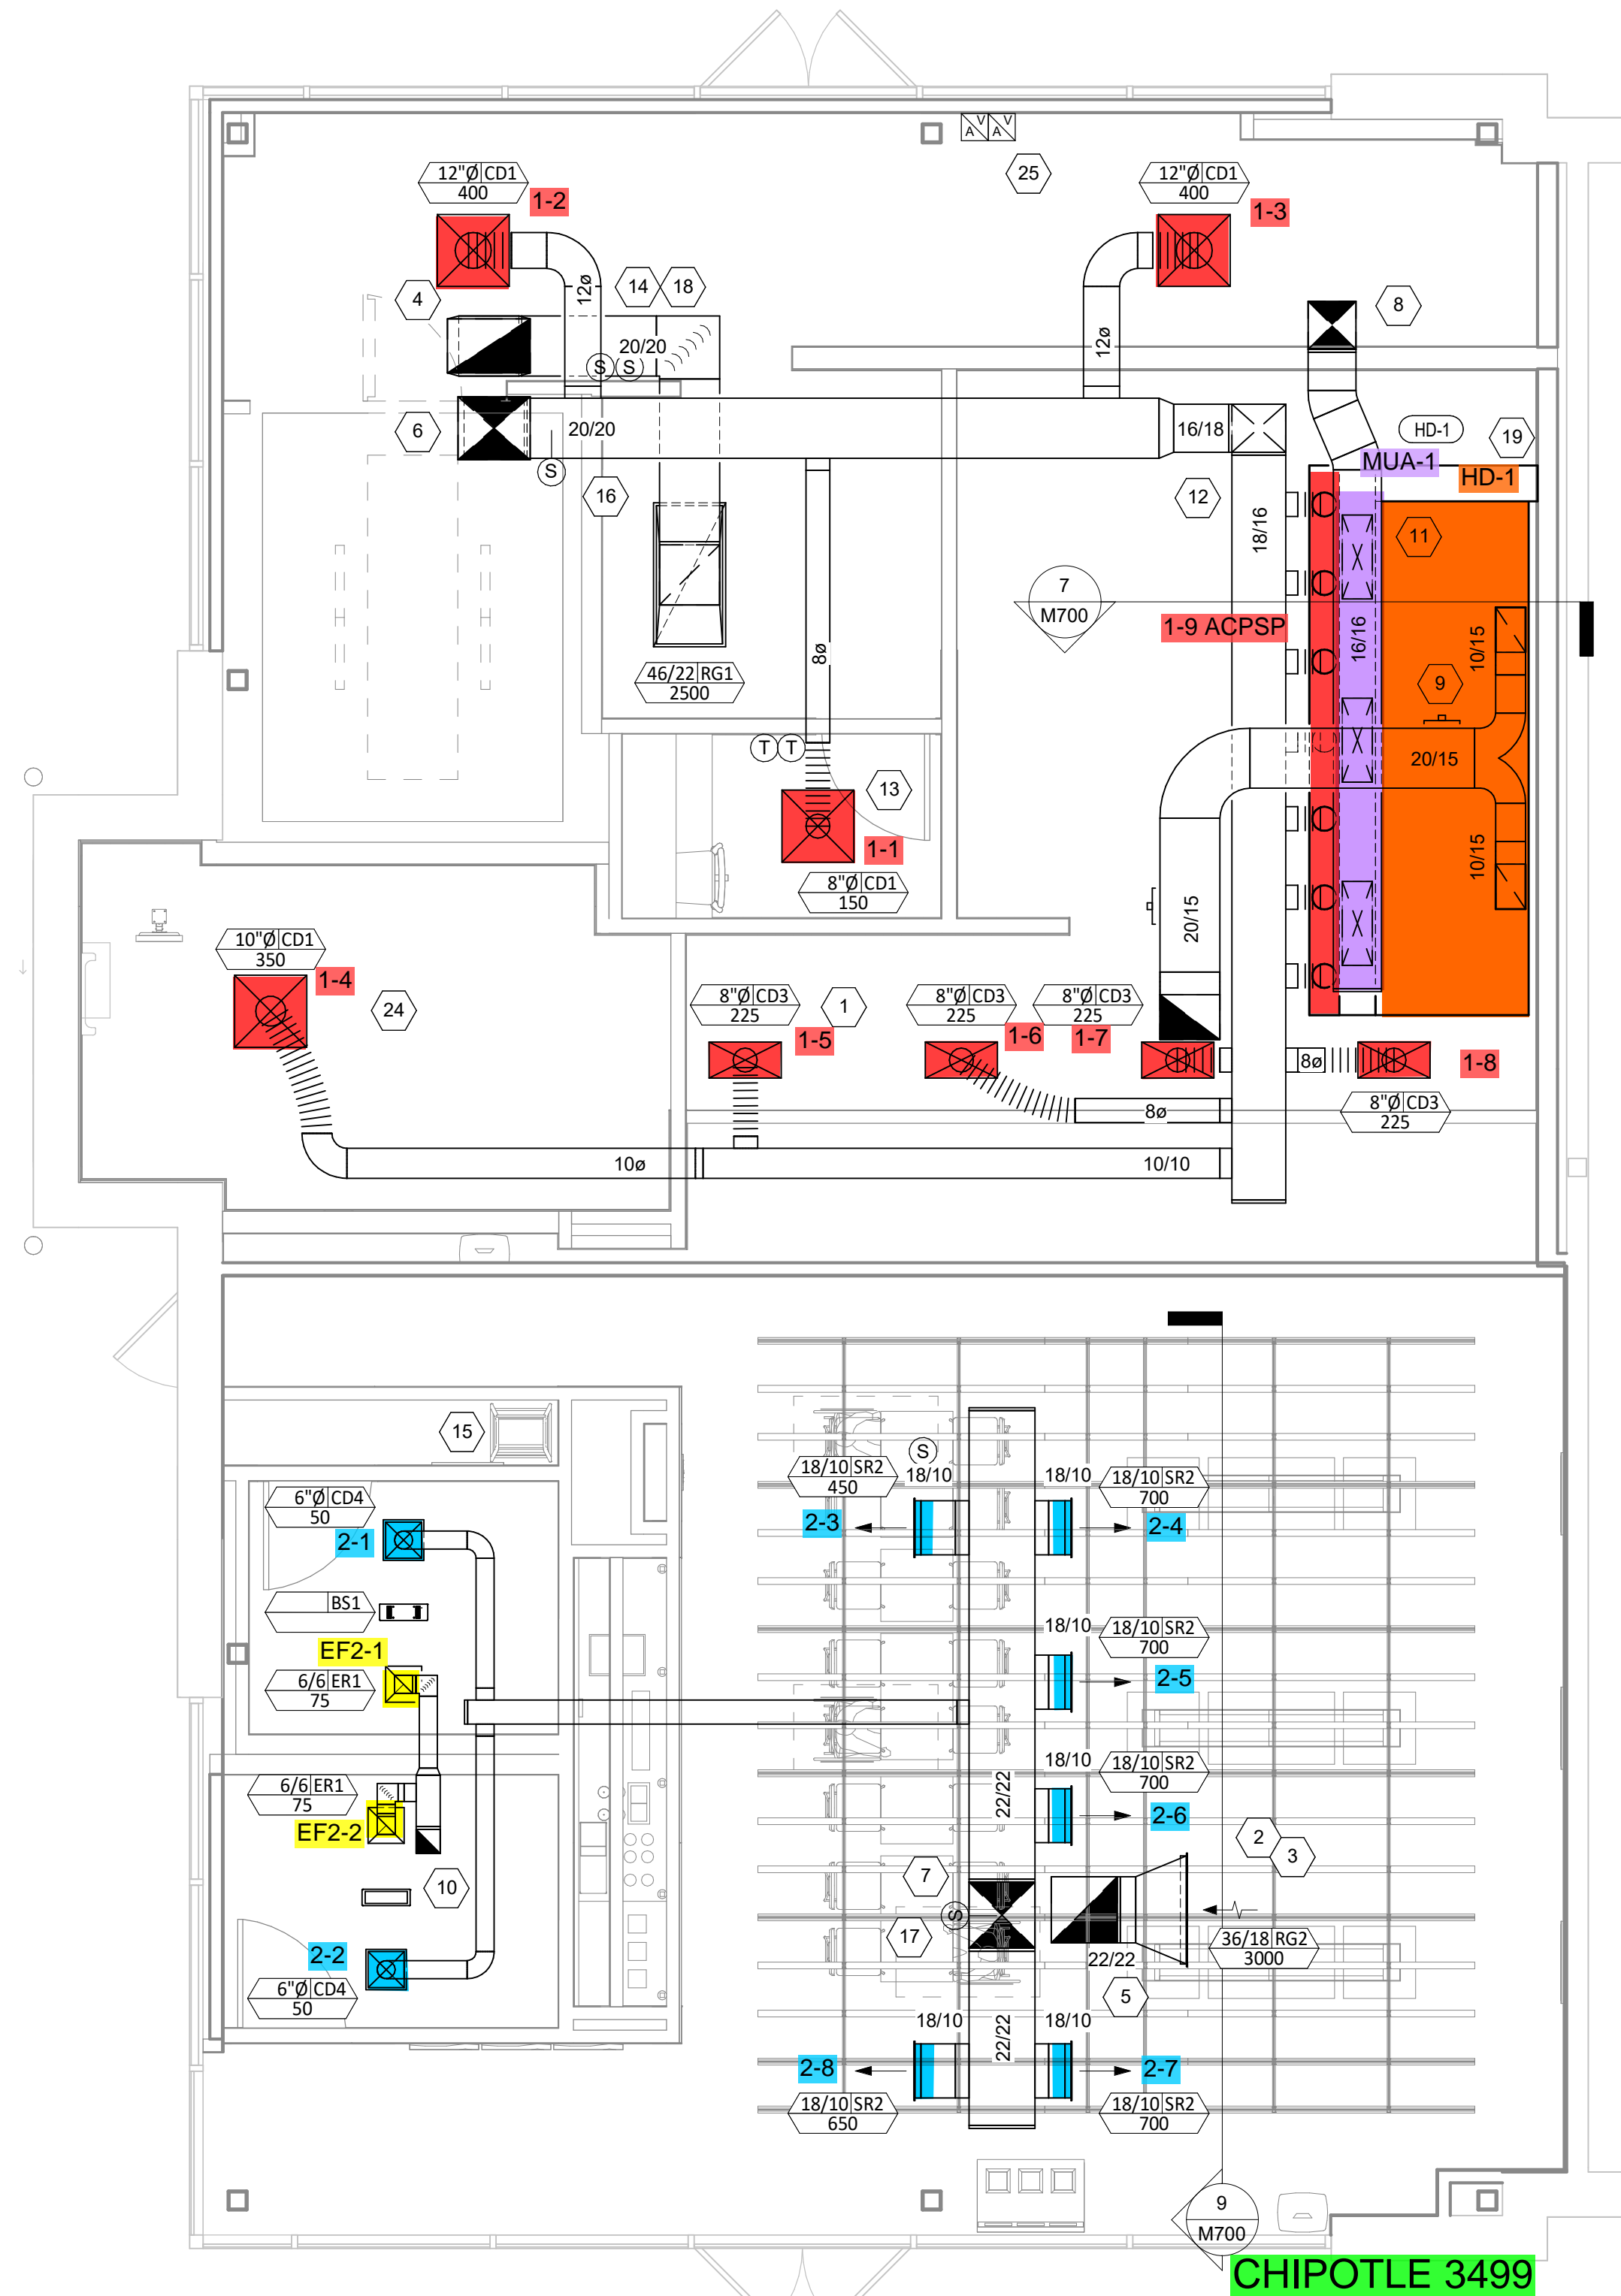 V V
A A
25
12"Ø CD1
400
1-2
12"Ø CD1
400
1-3
4
14
18
8
12ø
20/20
S S
12ø
6
20/20
S
16/18
HD-1
19
MUA-1
HD-1
16
12
18/16
11
7
M700
1-9 ACPSP
16/16
10/15
46/22 RG1
2500
8ø
9
T T
20/15
13
1-1
8"Ø CD1
150
10/15
20/15
10"Ø CD1
350
1-4
24
8"Ø CD3
225
1
1-5
8"Ø CD3
225
1-6
8"Ø CD3
225
1-7
8ø
1-8
8"Ø CD3
225
8ø
10ø
10/10
15
S
18/10 SR2
450
18/10
18/10
18/10 SR2
700
6"Ø CD4
50
2-1
2-3
2-4
BS1
18/10
18/10 SR2
700
EF2-1
6/6 ER1
75
2-5
18/10
18/10 SR2
700
22/22
6/6 ER1
75
EF2-2
2-6
2
3
7
10
S
17
36/18 RG2
3000
22/22
2-2
6"Ø CD4
50
5
18/10
18/10
22/22
2-8
2-7
18/10 SR2
650
18/10 SR2
700
9
M700
CHIPOTLE 3499